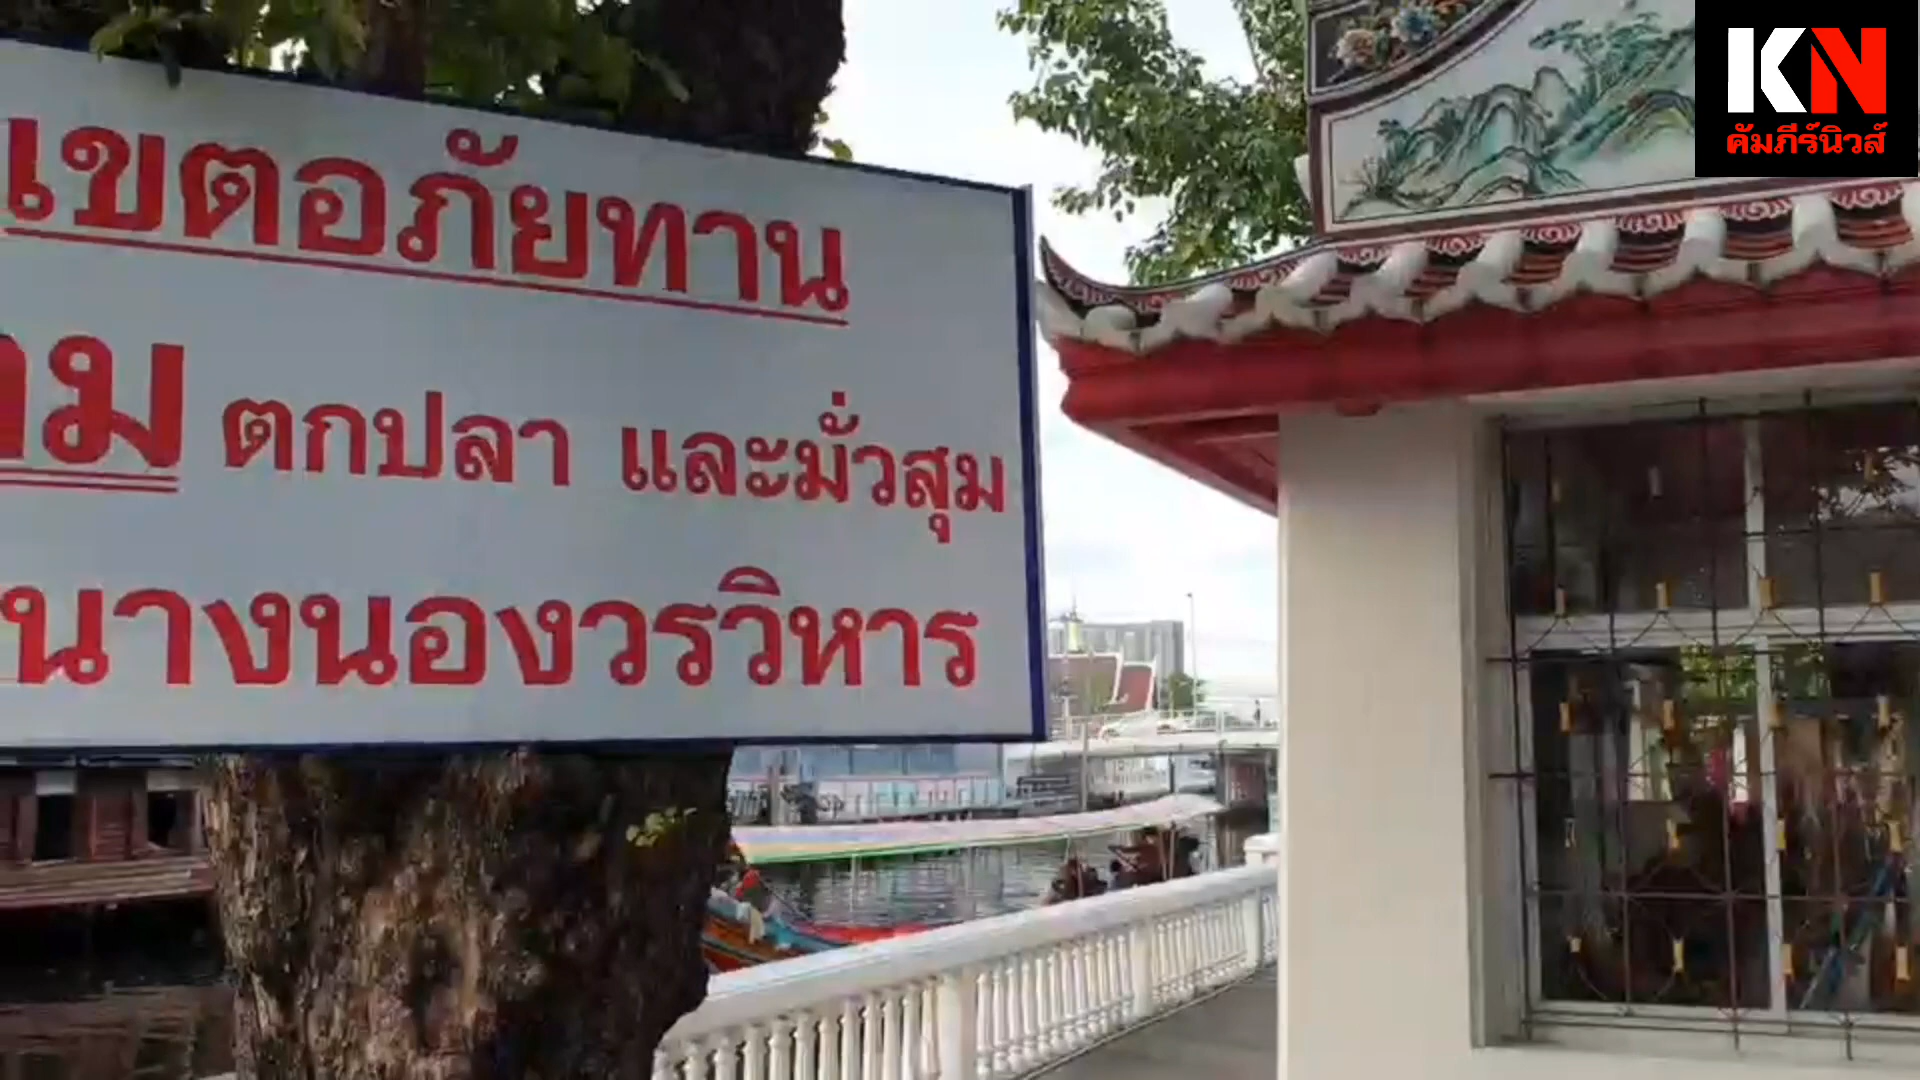 เขตอภัยทาน
ตกปลา และมั่วสุม
นางนองวรวิหาร
KN
คัมภีร์นิวส์